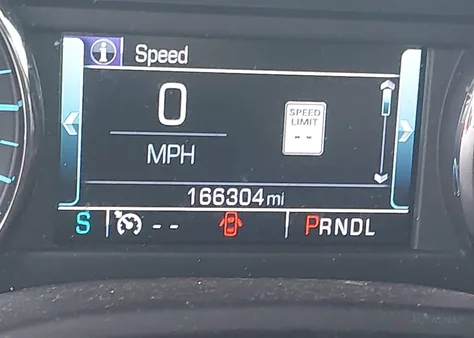 i Speed
0
MPH
SPEED
LIMIT
--
166304 mi
S -- PRNDL